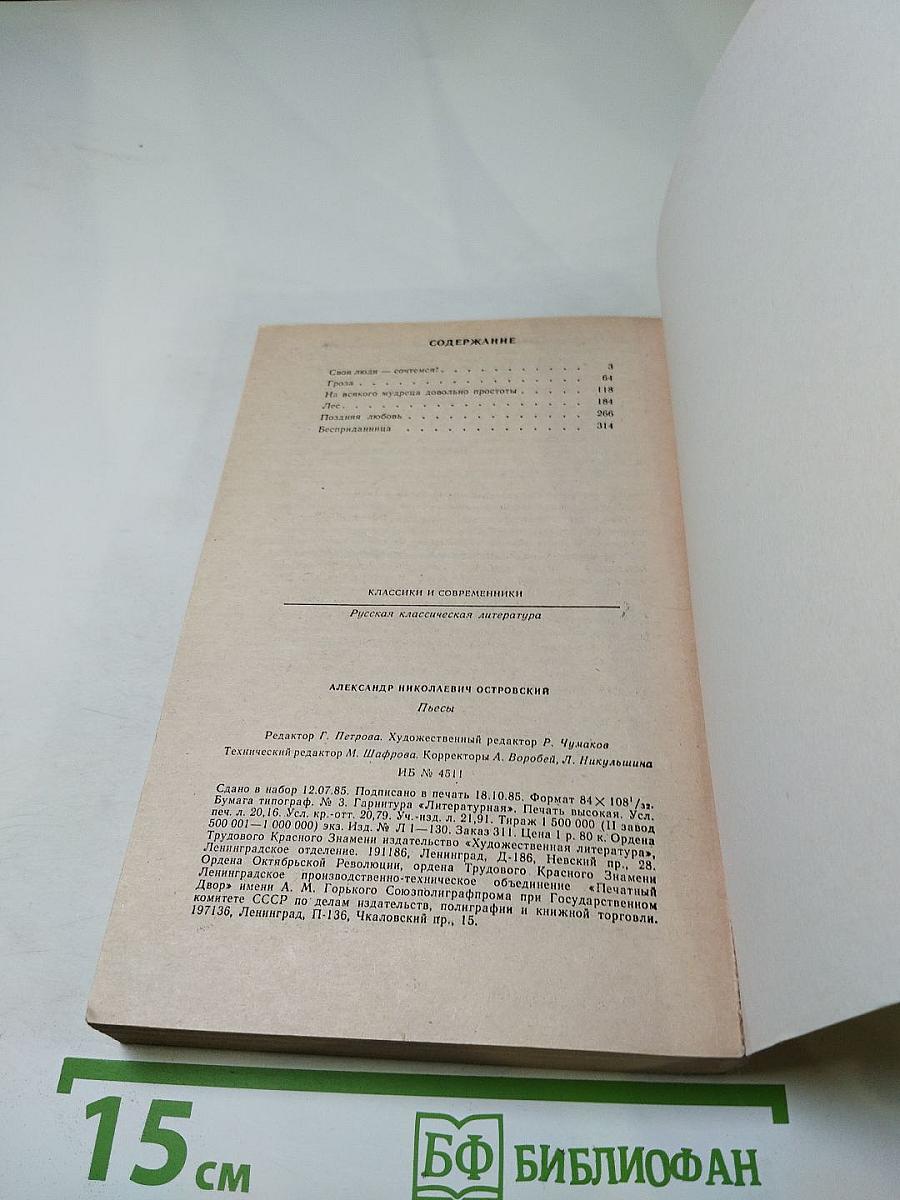 СОДЕРЖАНИЕ
Свои люди — сочтемся! . . . . . . . . . . . 3
Гроза . . . . . . . . . . . . . . . . . 64
На всякого мудреца довольно простоты . . . . . 118
Лес . . . . . . . . . . . . . . . . . . 184
Поздняя любовь . . . . . . . . . . . . . 266
Бесприданница . . . . . . . . . . . . . 314
КЛАССИКИ И СОВРЕМЕННИКИ
Русская классическая литература
АЛЕКСАНДР НИКОЛАЕВИЧ ОСТРОВСКИЙ
Пьесы
Редактор Г. Петрова. Художественный редактор Р. Чумаков
Технический редактор М. Шафрова. Корректоры А. Воробей, Л. Никульшина
ИБ № 4511
Сдано в набор 12.07.85. Подписано в печать 18.10.85. Формат 84×108¹/₃₂.
Бумага типограф. № 3. Гарнитура «Литературная». Печать высокая. Усл.
печ. л. 20,16. Усл. кр.-отт. 20,79. Уч.-изд. л. 21,91. Тираж 1 500 000 (II завод
500 001—1 000 000) экз. Изд. № Л 1—130. Заказ 311. Цена 1 р. 80 к. Ордена
Трудового Красного Знамени издательство «Художественная литература»,
Ленинградское отделение. 191186, Ленинград, Д-186, Невский пр., 28.
Ордена Октябрьской Революции, ордена Трудового Красного Знамени
Ленинградское производственно-техническое объединение «Печатный
Двор» имени А. М. Горького Союзполиграфпрома при Государственном
комитете СССР по делам издательств, полиграфии и книжной торговли.
197136, Ленинград, П-136, Чкаловский пр., 15.
15 см
БФ БИБЛИОФАН